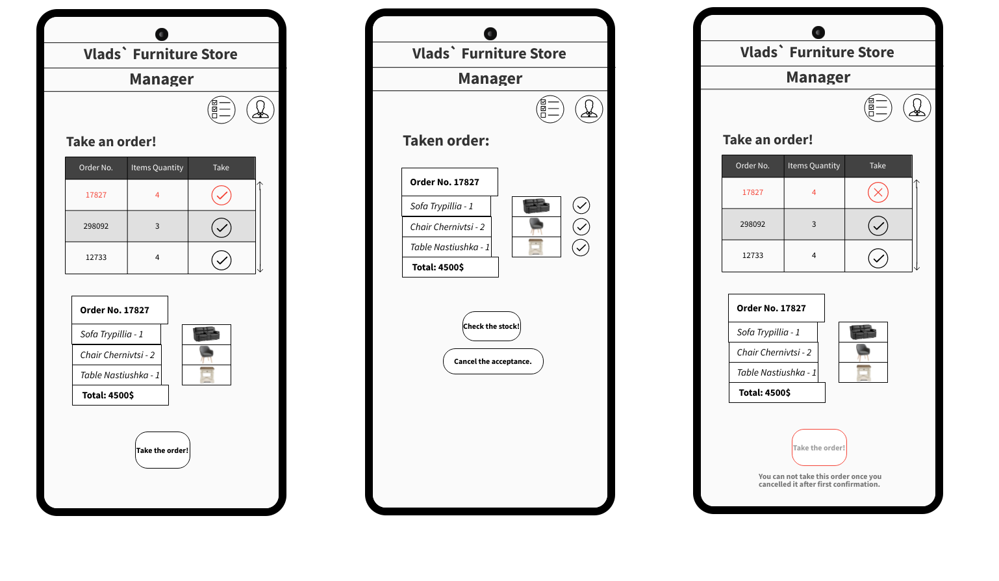 Vlads` Furniture Store
Manager
Take an order!
Order No. Items Quantity Take
17827 4
298092 3
12733 4
Order No. 17827
Sofa Trypillia - 1
Chair Chernivtsi - 2
Table Nastiushka - 1
Total: 4500$
Take the order!
Vlads` Furniture Store
Manager
Taken order:
Order No. 17827
Sofa Trypillia - 1
Chair Chernivtsi - 2
Table Nastiushka - 1
Total: 4500$
Check the stock!
Cancel the acceptance.
Vlads` Furniture Store
Manager
Take an order!
Order No. Items Quantity Take
17827 4
298092 3
12733 4
Order No. 17827
Sofa Trypillia - 1
Chair Chernivtsi - 2
Table Nastiushka - 1
Total: 4500$
Take the order!
You can not take this order once you
cancelled it after first confirmation.